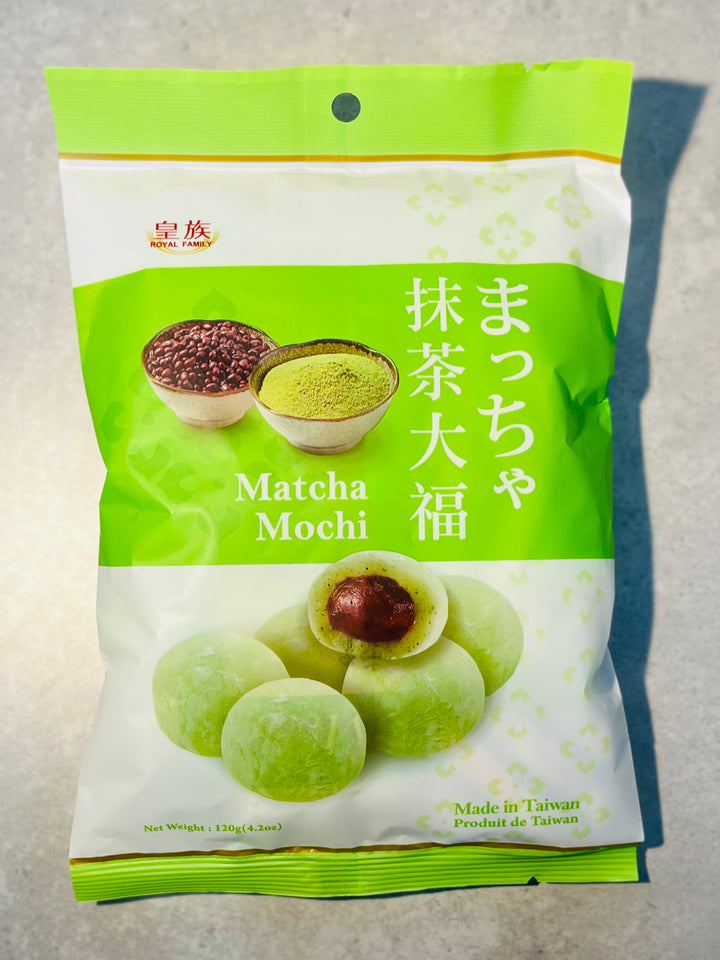 皇族
ROYAL FAMILY
まっちゃ
抹茶大福
Matcha
Mochi
Made in Taiwan
Produit de Taiwan
Net Weight : 120g(4.2oz)